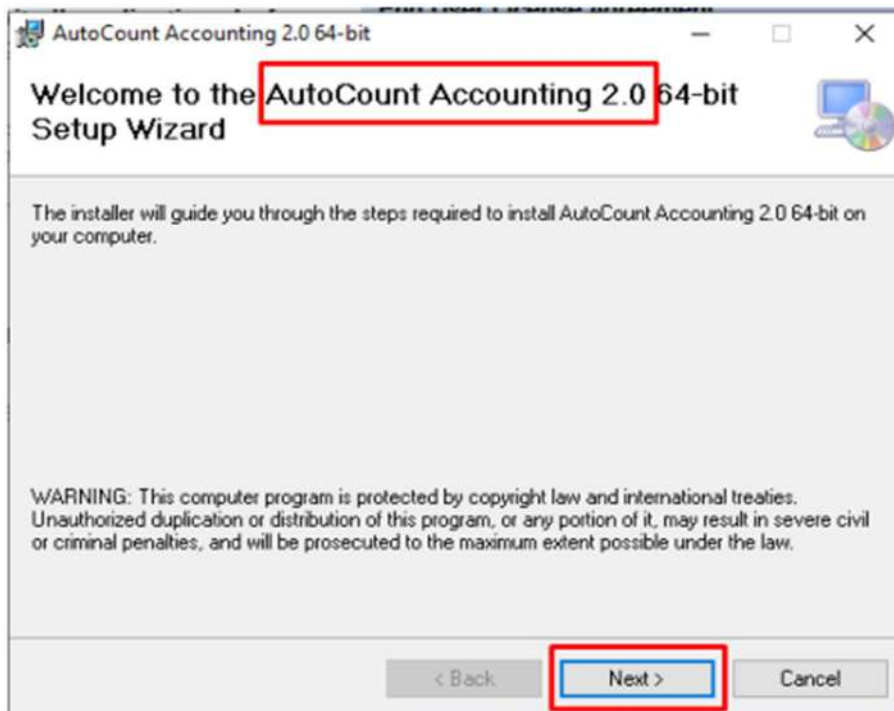 End User License Agreement
AutoCount Accounting 2.0 64-bit
Welcome to the AutoCount Accounting 2.0 64-bit
Setup Wizard
The installer will guide you through the steps required to install AutoCount Accounting 2.0 64-bit on
your computer.
WARNING: This computer program is protected by copyright law and international treaties.
Unauthorized duplication or distribution of this program, or any portion of it, may result in severe civil
or criminal penalties, and will be prosecuted to the maximum extent possible under the law.
< Back
Next >
Cancel